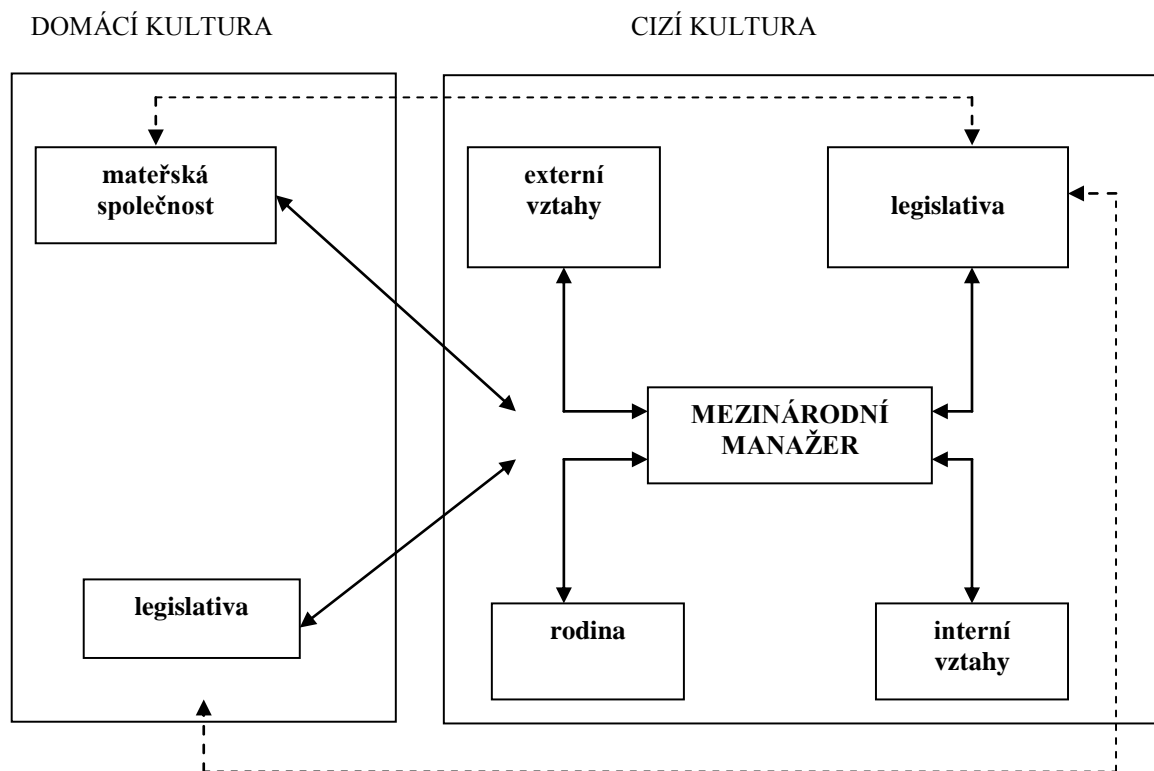 DOMÁCÍ KULTURA
CIZÍ KULTURA
mateřská
společnost
externí
vztahy
legislativa
MEZINÁRODNÍ
MANAŽER
legislativa
rodina
interní
vztahy